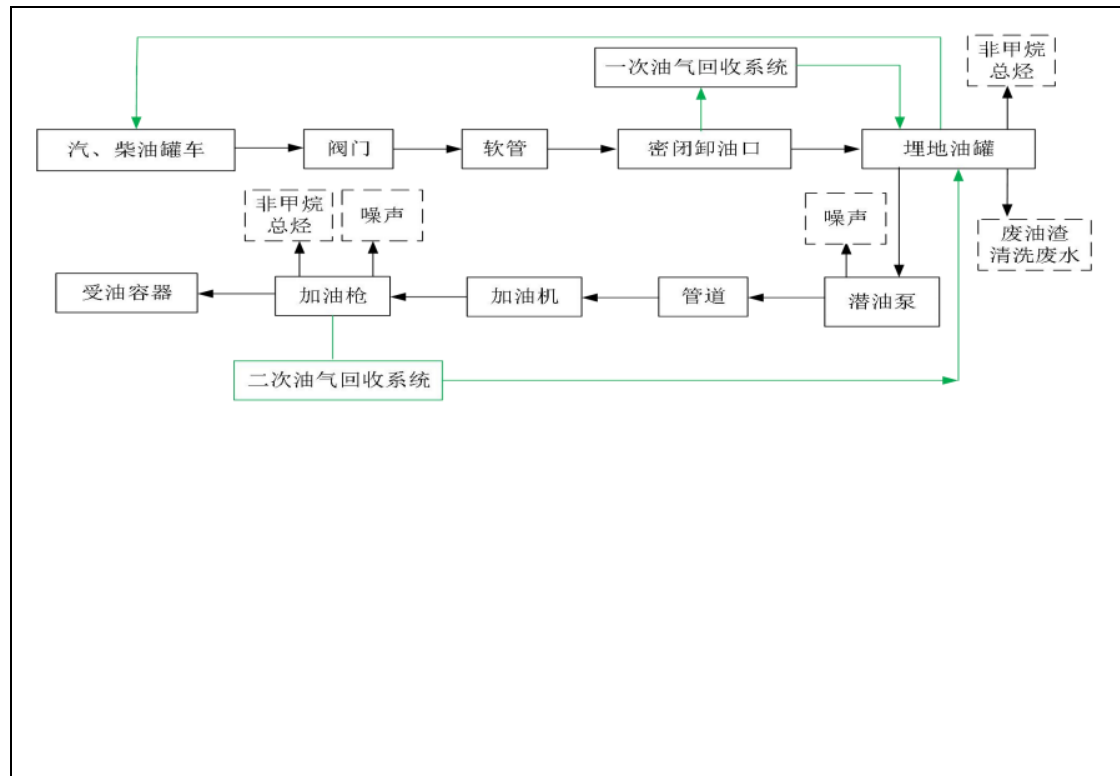 非甲烷
总烃
一次油气回收系统
汽、柴油罐车
阀门
软管
密闭卸油口
埋地油罐
非甲烷
总烃
噪声
噪声
废油渣
清洗废水
受油容器
加油枪
加油机
管道
潜油泵
二次油气回收系统